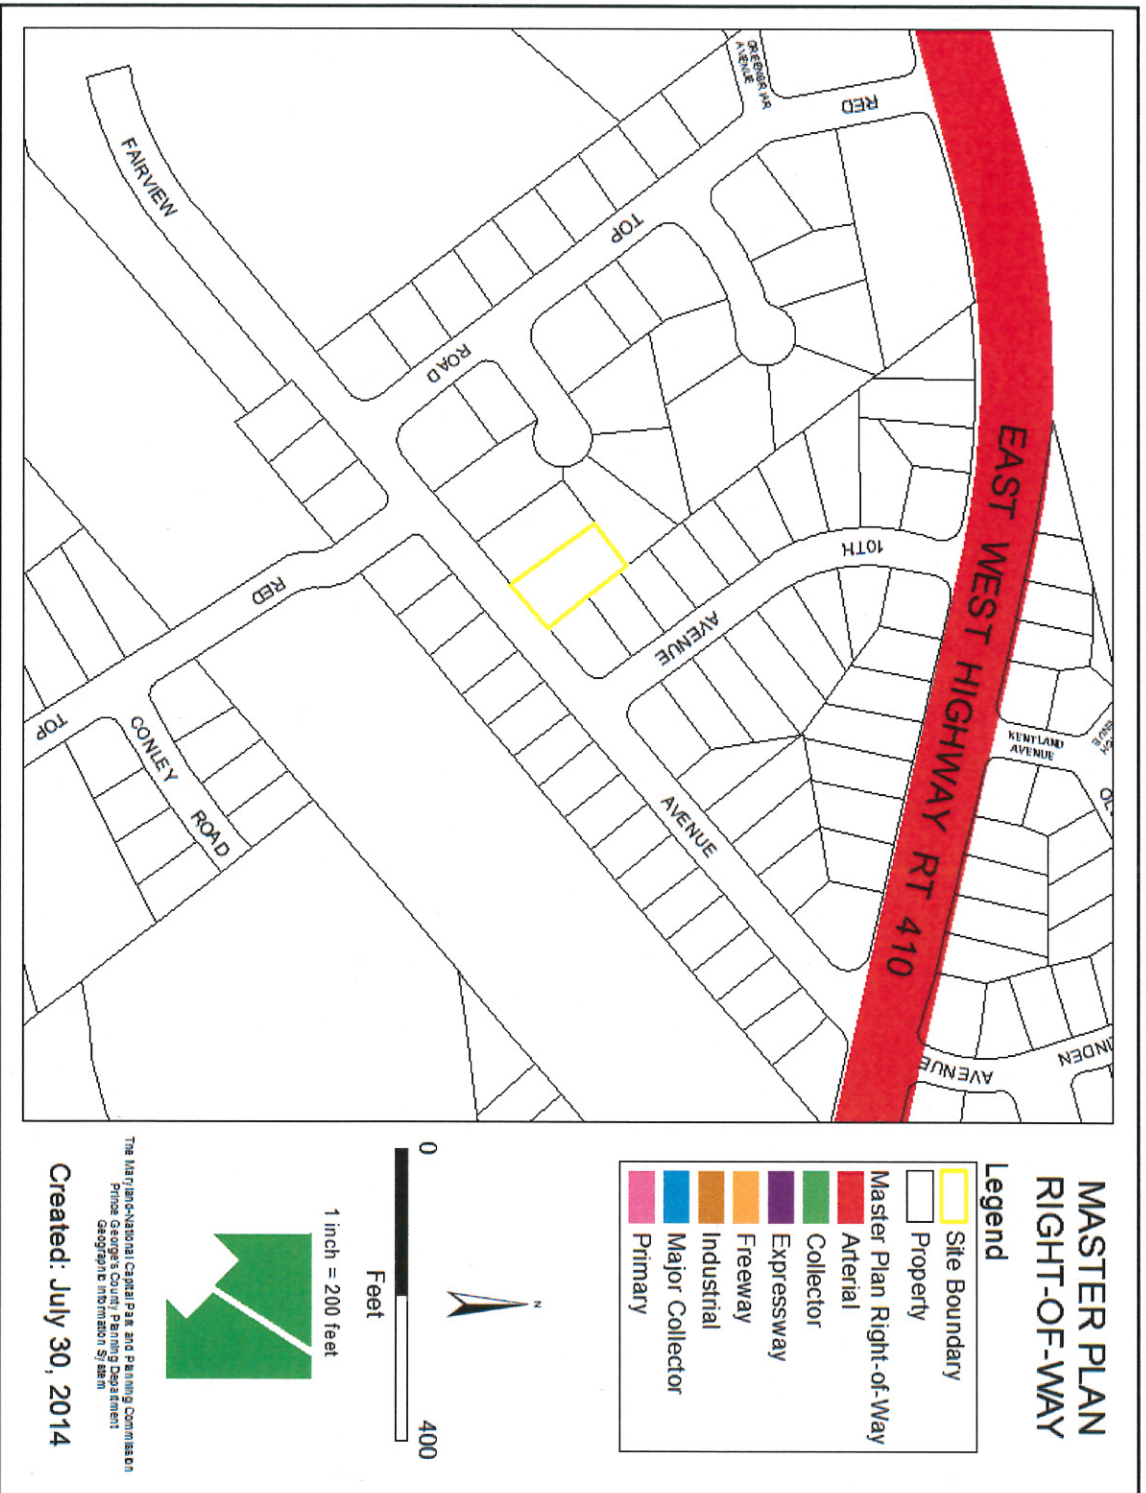 MASTER PLAN
RIGHT-OF-WAY
Legend
Site Boundary
Property
Master Plan Right-of-Way
Arterial
Collector
Expressway
Freeway
Industrial
Major Collector
Primary
N
0
400
Feet
1 inch = 200 feet
The Maryland-National Capital Park and Planning Commission
Prince George's County Planning Department
Geographic Information System
Created: July 30, 2014
EAST WEST HIGHWAY RT 410
GREENBRIAR
AVENUE
RED
TOP
ROAD
FAIRVIEW
AVENUE
10TH
AVENUE
KENTLAND
AVENUE
AVENUE
RED
TOP
CONLEY
ROAD